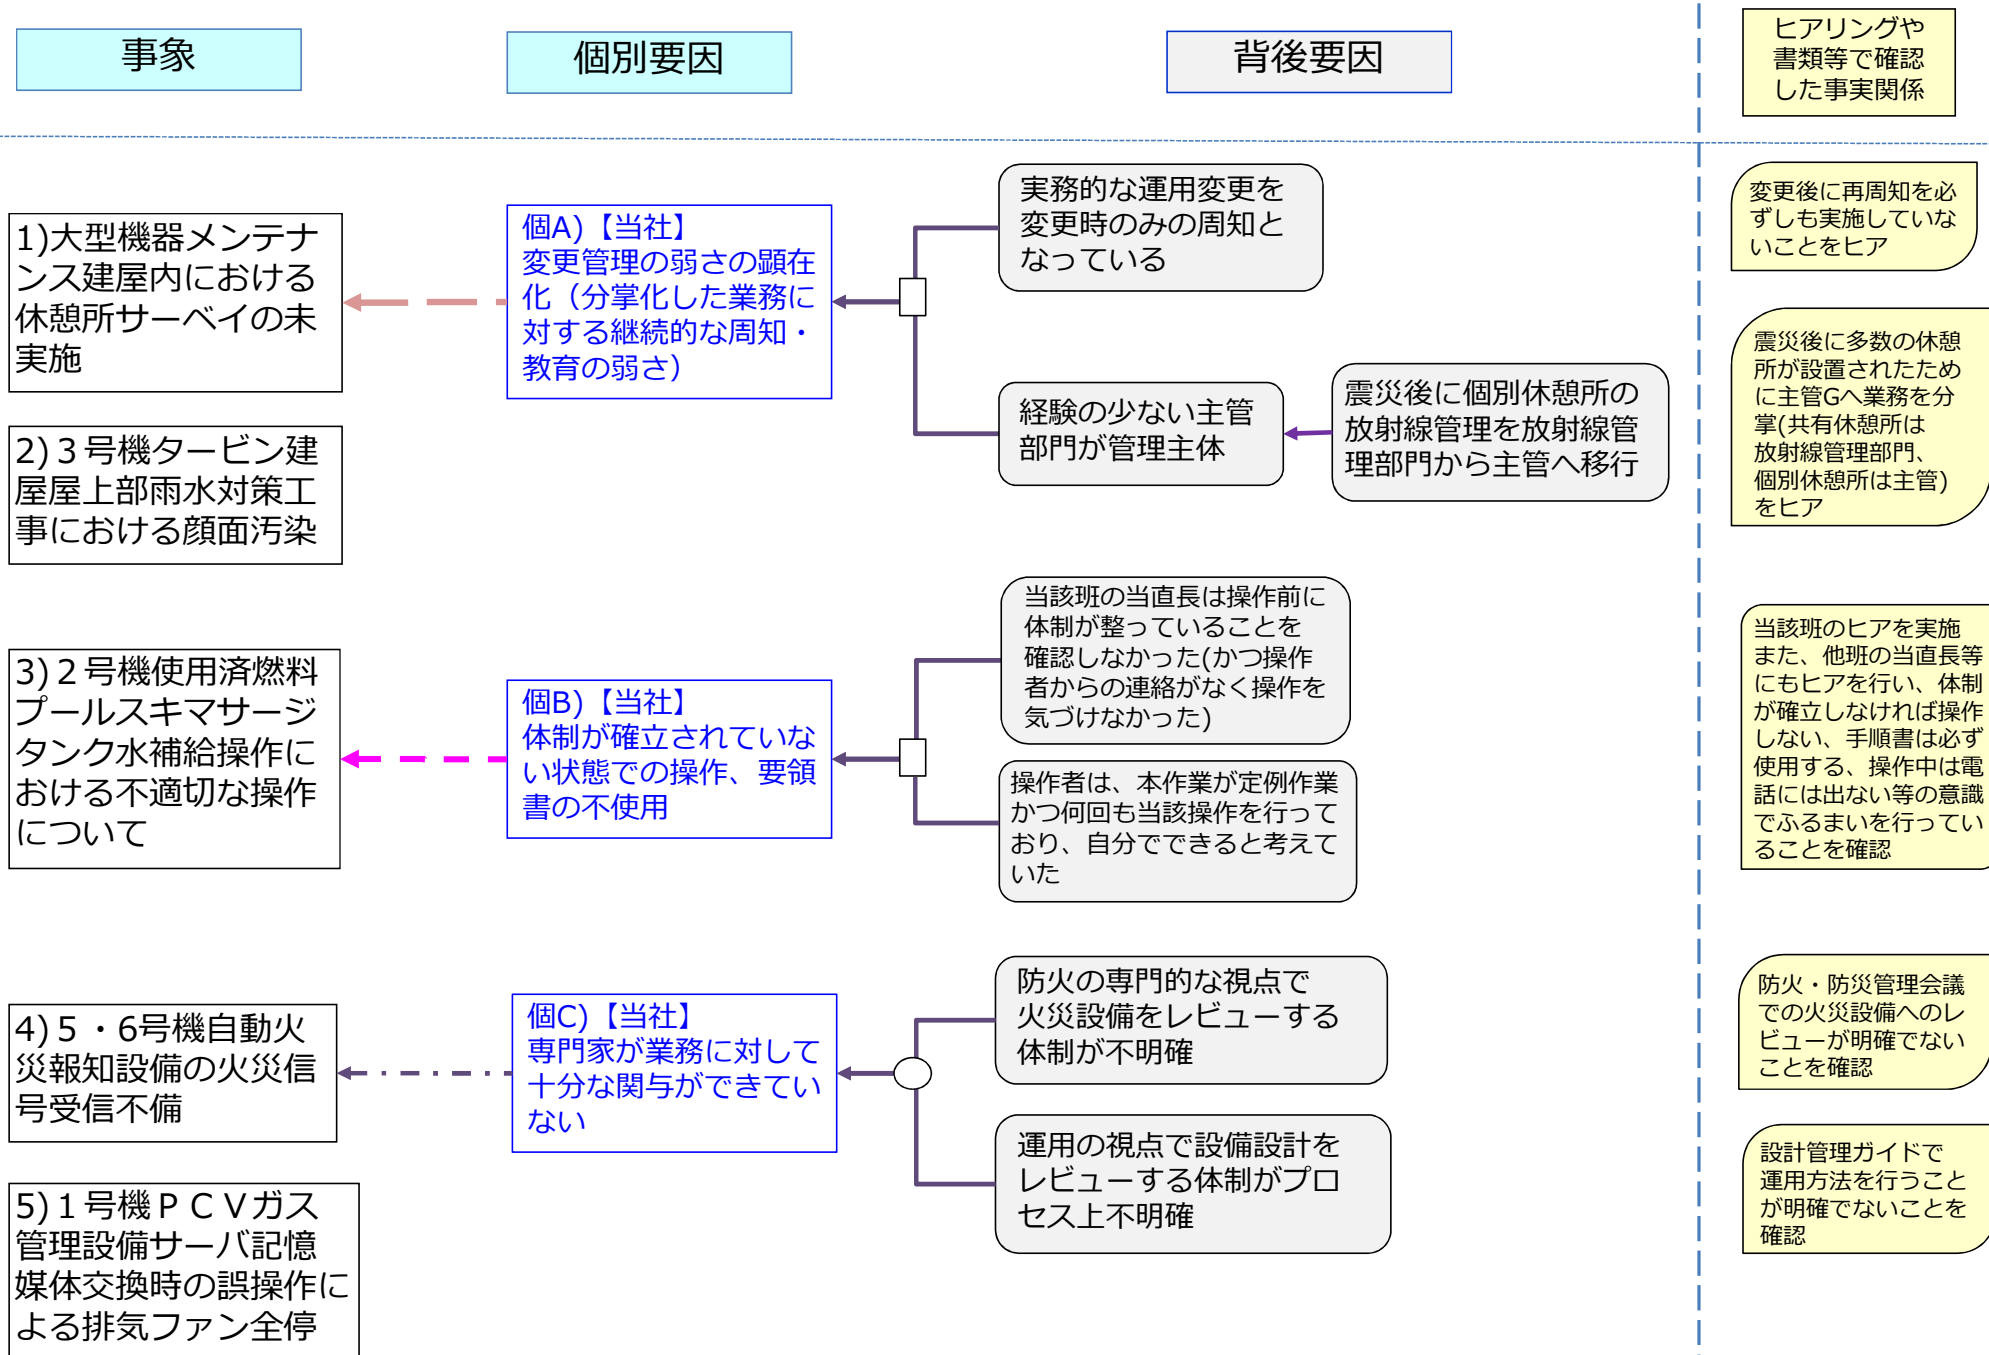 事象
個別要因
背後要因
ヒアリングや
書類等で確認
した事実関係
1)大型機器メンテナ
ンス建屋内における
休憩所サーベイの未
実施
個A)【当社】
変更管理の弱さの顕在
化（分掌化した業務に
対する継続的な周知・
教育の弱さ）
実務的な運用変更を
変更時のみの周知と
なっている
経験の少ない主管
部門が管理主体
震災後に個別休憩所の
放射線管理を放射線管
理部門から主管へ移行
変更後に再周知を必
ずしも実施していな
いことをヒア
震災後に多数の休憩
所が設置されたため
に主管Gへ業務を分
掌(共有休憩所は
放射線管理部門、
個別休憩所は主管)
をヒア
2)３号機タービン建
屋屋上部雨水対策工
事における顔面汚染
3)２号機使用済燃料
プールスキマサージ
タンク水補給操作に
おける不適切な操作
について
個B)【当社】
体制が確立されていな
い状態での操作、要領
書の不使用
当該班の当直長は操作前に
体制が整っていることを
確認しなかった(かつ操作
者からの連絡がなく操作を
気づけなかった)
操作者は、本作業が定例作業
かつ何回も当該操作を行って
おり、自分でできると考えて
いた
当該班のヒアを実施
また、他班の当直長等
にもヒアを行い、体制
が確立しなければ操作
しない、手順書は必ず
使用する、操作中は電
話には出ない等の意識
でふるまいを行ってい
ることを確認
4)５・6号機自動火
災報知設備の火災信
号受信不備
個C)【当社】
専門家が業務に対して
十分な関与ができてい
ない
防火の専門的な視点で
火災設備をレビューする
体制が不明確
運用の視点で設備設計を
レビューする体制がプロ
セス上不明確
防火・防災管理会議
での火災設備へのレ
ビューが明確でない
ことを確認
設計管理ガイドで
運用方法を行うこと
が明確でないことを
確認
5)１号機ＰＣＶガス
管理設備サーバ記憶
媒体交換時の誤操作に
よる排気ファン全停